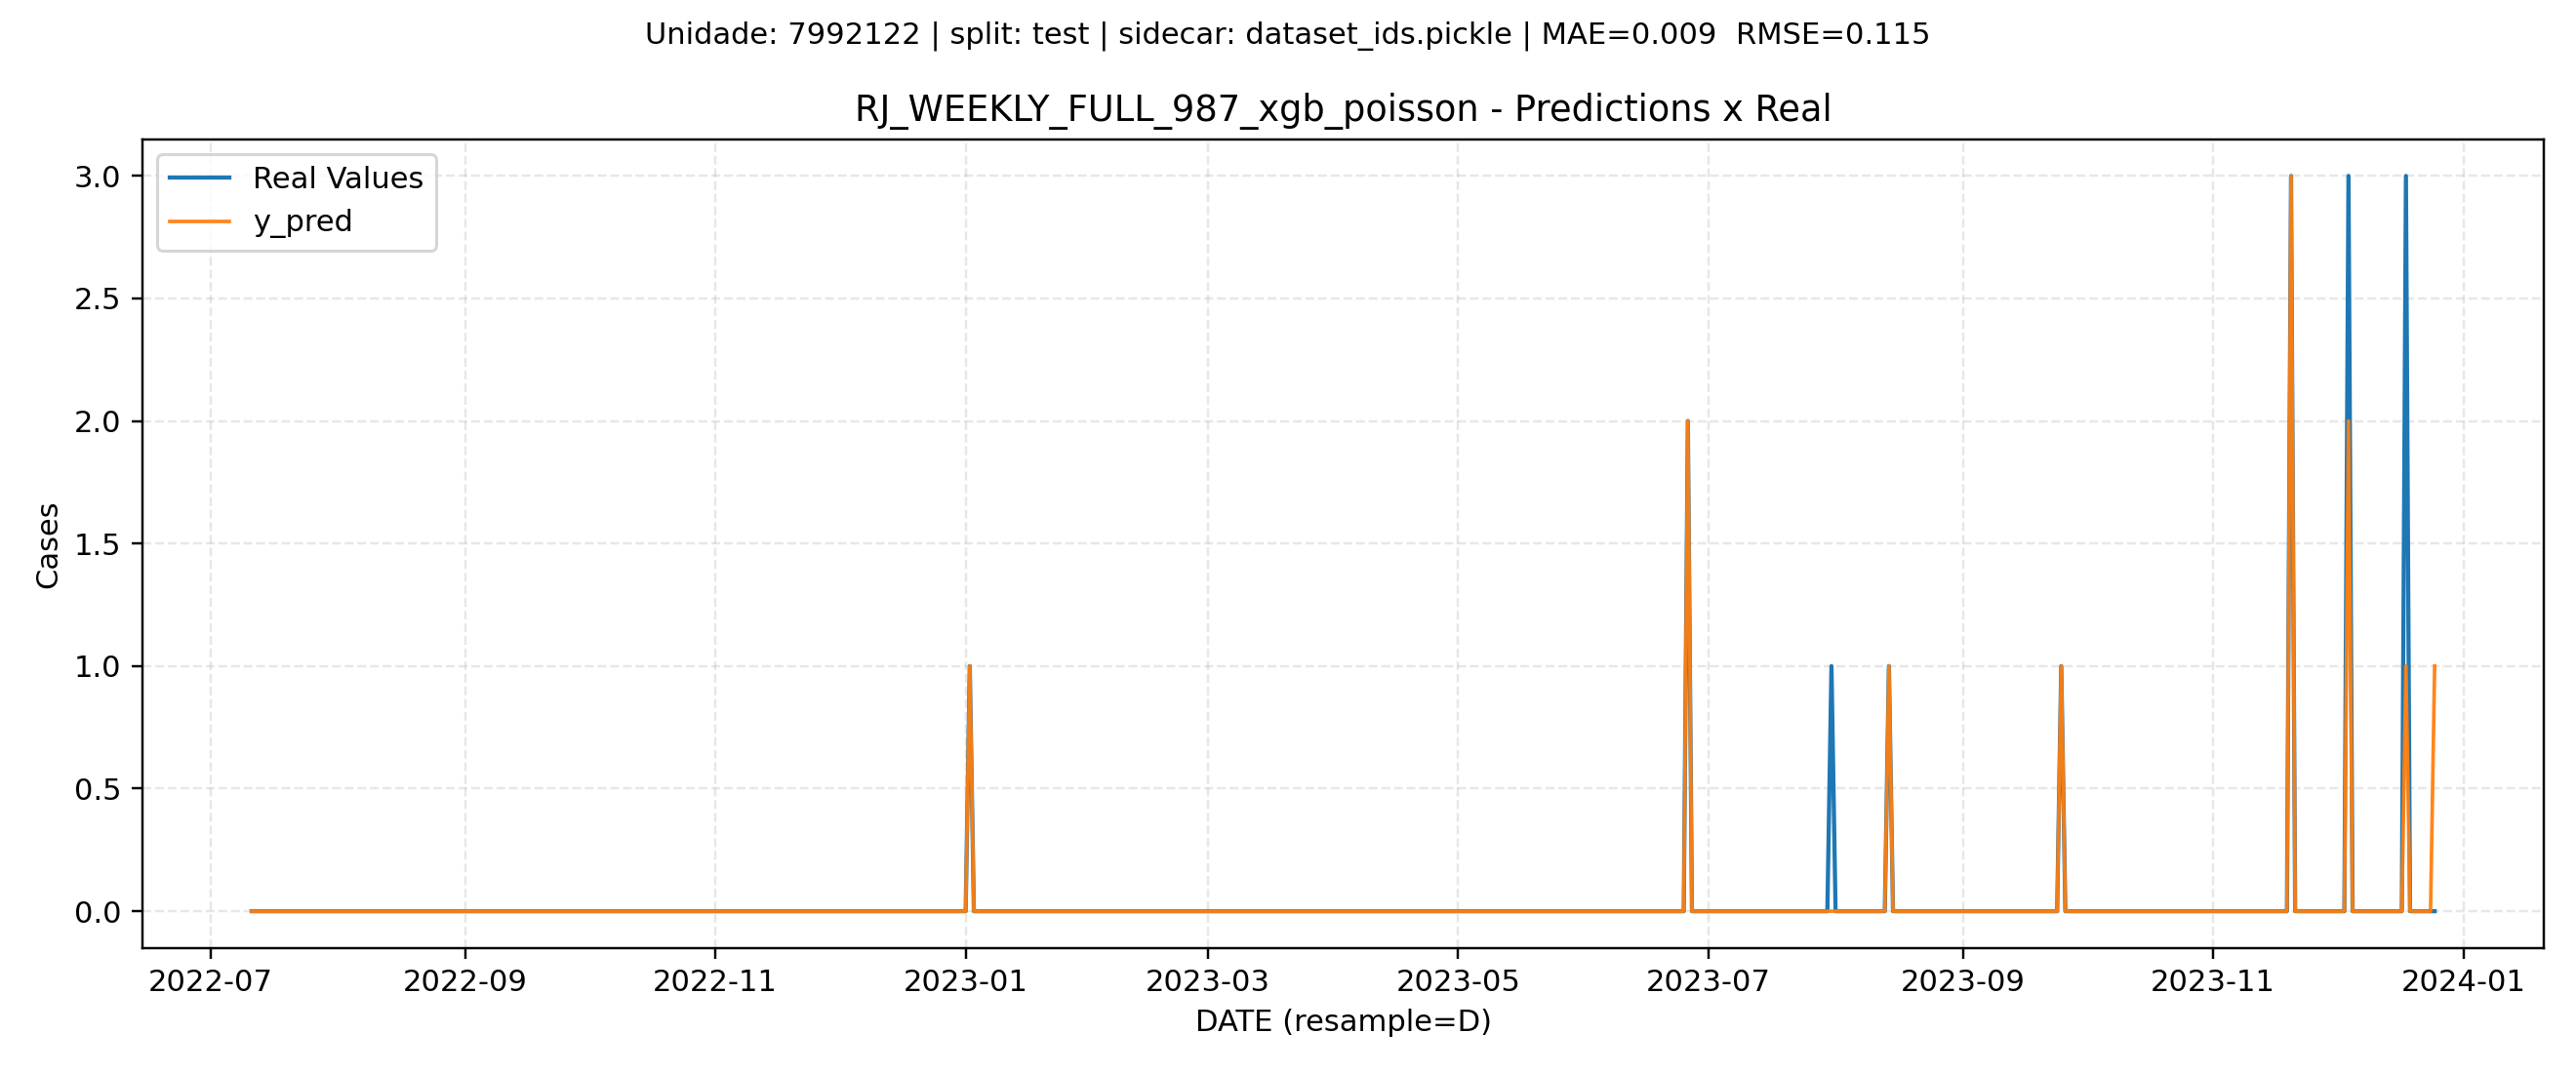 Unidade: 7992122 | split: test | sidecar: dataset_ids.pickle | MAE=0.009  RMSE=0.115
RJ_WEEKLY_FULL_987_xgb_poisson - Predictions x Real
Real Values
y_pred
3.0
2.5
2.0
1.5
1.0
0.5
0.0
Cases
2022-07 2022-09 2022-11 2023-01 2023-03 2023-05 2023-07 2023-09 2023-11 2024-01
DATE (resample=D)